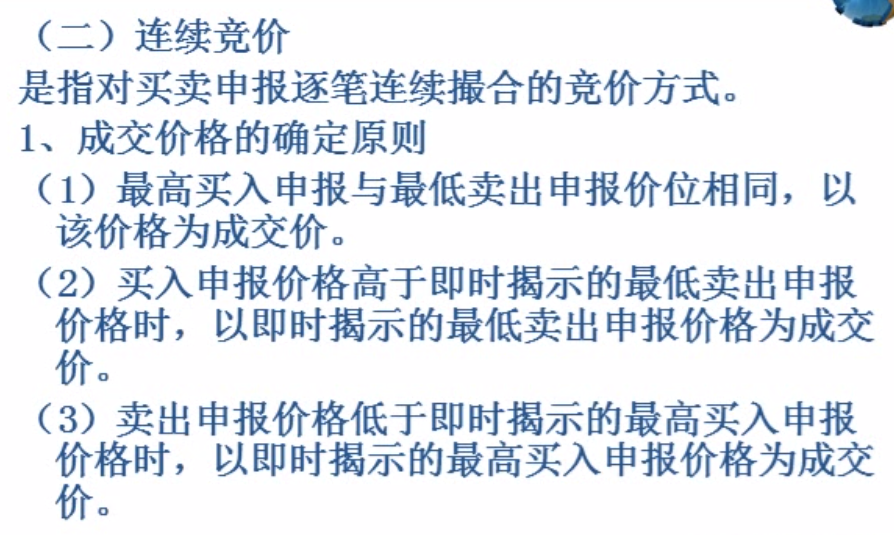 （二）连续竞价
是指对买卖申报逐笔连续撮合的竞价方式。
1、成交价格的确定原则
（1）最高买入申报与最低卖出申报价位相同，以
该价格为成交价。
（2）买入申报价格高于即时揭示的最低卖出申报
价格时，以即时揭示的最低卖出申报价格为成交
价。
（3）卖出申报价格低于即时揭示的最高买入申报
价格时，以即时揭示的最高买入申报价格为成交
价。